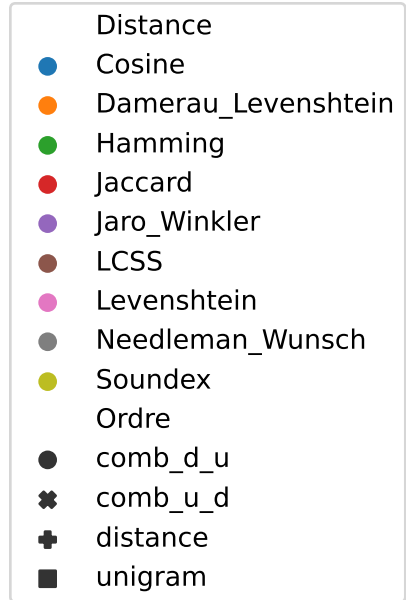 Distance
Cosine
Damerau_Levenshtein
Hamming
Jaccard
Jaro_Winkler
LCSS
Levenshtein
Needleman_Wunsch
Soundex
Ordre
comb_d_u
comb_u_d
distance
unigram